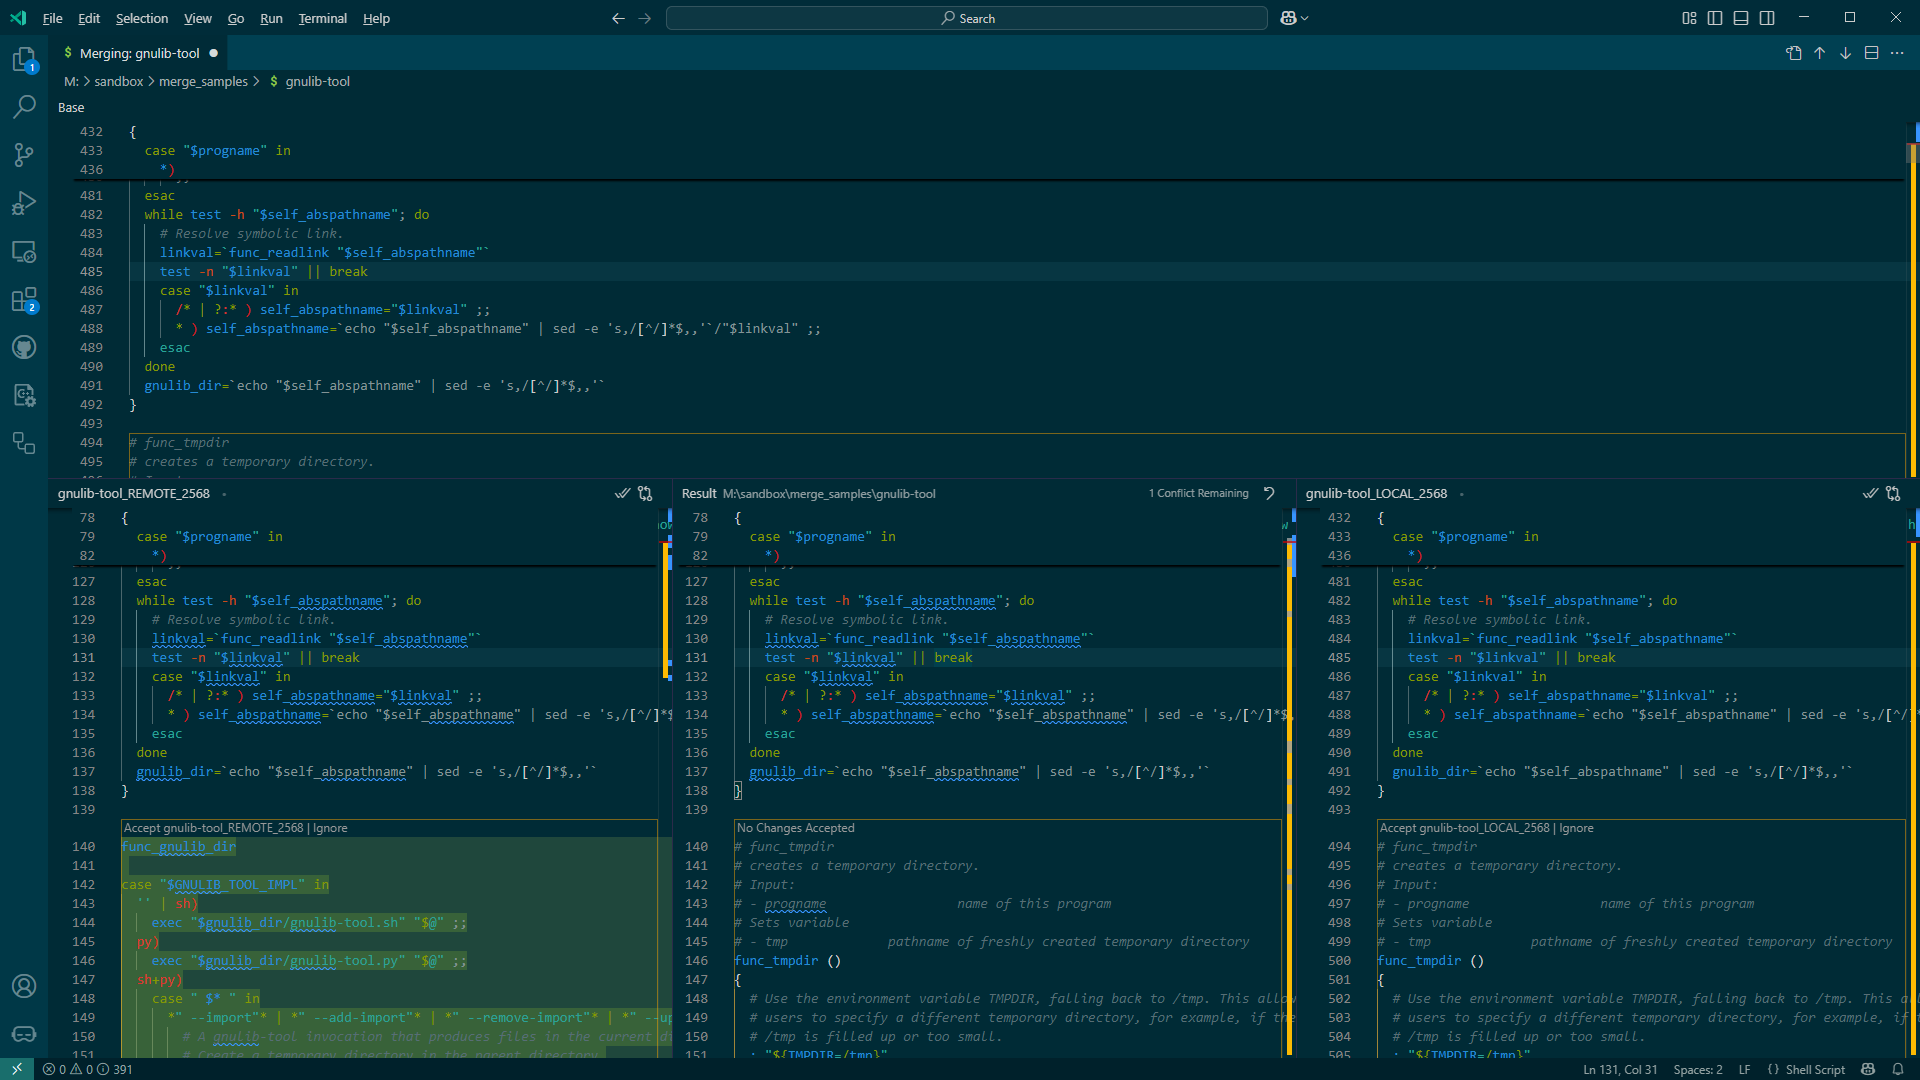 File Edit Selection View Go Run Terminal Help
Search
$ Merging: gnulib-tool
M: > sandbox > merge_samples > $ gnulib-tool
1
2
Base
432 {
433 case "$progname" in
436 *)
481 esac
482 while test -h "$self_abspathname"; do
483 # Resolve symbolic link.
484 linkval=`func_readlink "$self_abspathname"`
485 test -n "$linkval" || break
486 case "$linkval" in
487 /* | ?:* ) self_abspathname="$linkval" ;;
488 * ) self_abspathname=`echo "$self_abspathname" | sed -e 's,/[^/]*$,,'`/"$linkval" ;;
489 esac
490 done
491 gnulib_dir=`echo "$self_abspathname" | sed -e 's,/[^/]*$,,'`
492 }
493
494 # func_tmpdir
495 # creates a temporary directory.
gnulib-tool_REMOTE_2568
78 {
79 case "$progname" in
82 *)
127 esac
128 while test -h "$self_abspathname"; do
129 # Resolve symbolic link.
130 linkval=`func_readlink "$self_abspathname"`
131 test -n "$linkval" || break
132 case "$linkval" in
133 /* | ?:* ) self_abspathname="$linkval" ;;
134 * ) self_abspathname=`echo "$self_abspathname" | sed -e 's,/[^/]*$
135 esac
136 done
137 gnulib_dir=`echo "$self_abspathname" | sed -e 's,/[^/]*$,,'`
138 }
139
Accept gnulib-tool_REMOTE_2568 | Ignore
140 func_gnulib_dir
141
142 case "$GNULIB_TOOL_IMPL" in
143 '' | sh)
144 exec "$gnulib_dir/gnulib-tool.sh" "$@" ;;
145 py)
146 exec "$gnulib_dir/gnulib-tool.py" "$@" ;;
147 sh+py)
148 case " $* " in
149 *" --import"* | *" --add-import"* | *" --remove-import"* | *" --up
150 # A gnulib-tool invocation that produces files in the current di
151 # Create a temporary directory in the parent directory.
Result M:\sandbox\merge_samples\gnulib-tool 1 Conflict Remaining
78 {
79 case "$progname" in
82 *)
127 esac
128 while test -h "$self_abspathname"; do
129 # Resolve symbolic link.
130 linkval=`func_readlink "$self_abspathname"`
131 test -n "$linkval" || break
132 case "$linkval" in
133 /* | ?:* ) self_abspathname="$linkval" ;;
134 * ) self_abspathname=`echo "$self_abspathname" | sed -e 's,/[^/]*$,
135 esac
136 done
137 gnulib_dir=`echo "$self_abspathname" | sed -e 's,/[^/]*$,,'`
138 }
139
No Changes Accepted
140 # func_tmpdir
141 # creates a temporary directory.
142 # Input:
143 # - progname name of this program
144 # Sets variable
145 # - tmp pathname of freshly created temporary directory
146 func_tmpdir ()
147 {
148 # Use the environment variable TMPDIR, falling back to /tmp. This allow
149 # users to specify a different temporary directory, for example, if the
150 # /tmp is filled up or too small.
151 : "${TMPDIR=/tmp}"
gnulib-tool_LOCAL_2568
432 {
433 case "$progname" in
436 *)
481 esac
482 while test -h "$self_abspathname"; do
483 # Resolve symbolic link.
484 linkval=`func_readlink "$self_abspathname"`
485 test -n "$linkval" || break
486 case "$linkval" in
487 /* | ?:* ) self_abspathname="$linkval" ;;
488 * ) self_abspathname=`echo "$self_abspathname" | sed -e 's,/[^/]*
489 esac
490 done
491 gnulib_dir=`echo "$self_abspathname" | sed -e 's,/[^/]*$,,'`
492 }
493
Accept gnulib-tool_LOCAL_2568 | Ignore
494 # func_tmpdir
495 # creates a temporary directory.
496 # Input:
497 # - progname name of this program
498 # Sets variable
499 # - tmp pathname of freshly created temporary directory
500 func_tmpdir ()
501 {
502 # Use the environment variable TMPDIR, falling back to /tmp. This al
503 # users to specify a different temporary directory, for example, if t
504 # /tmp is filled up or too small.
505 : "${TMPDIR=/tmp}"
0 0 391
Ln 131, Col 31 Spaces: 2 LF {} Shell Script